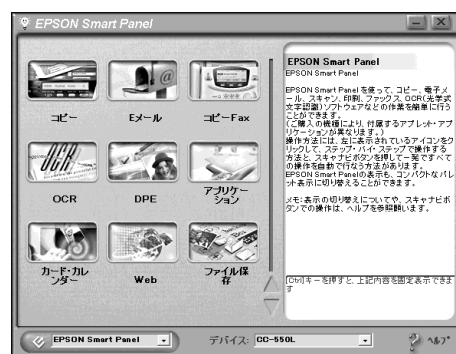 EPSON Smart Panel
コピー
Eメール
コピーFax
OCR
DPE
アプリケー
ション
カード・カレ
ンダー
Web
ファイル保
存
EPSON Smart Panel
EPSON Smart Panel
EPSON Smart Panel を使って、コピー、電子メ
ール、スキャン、印刷、ファックス、OCR(光学式
文字認識)ソフトウェアなどの作業を簡単に行う
ことができます。
(ご購入の機種により、付属するアプレット・アプ
リケーションが異なります。)
操作方法には、左に表示されているアイコンをク
リックして、ステップ・バイ・ステップで操作する
方法と、スキャナビボタンを押して一発ですべて
の操作を自動で行なう方法があります。
EPSON Smart Panelの表示も、コンパクトなパレ
ット表示に切り替えることができます。
メモ:表示の切り替えについてや、スキャナビボ
タンでの操作は、ヘルプを参照願います。
[Ctrl]キーを押すと、上記内容を固定表示できま
す
EPSON Smart Panel
デバイス: CC-550L
ヘルプ